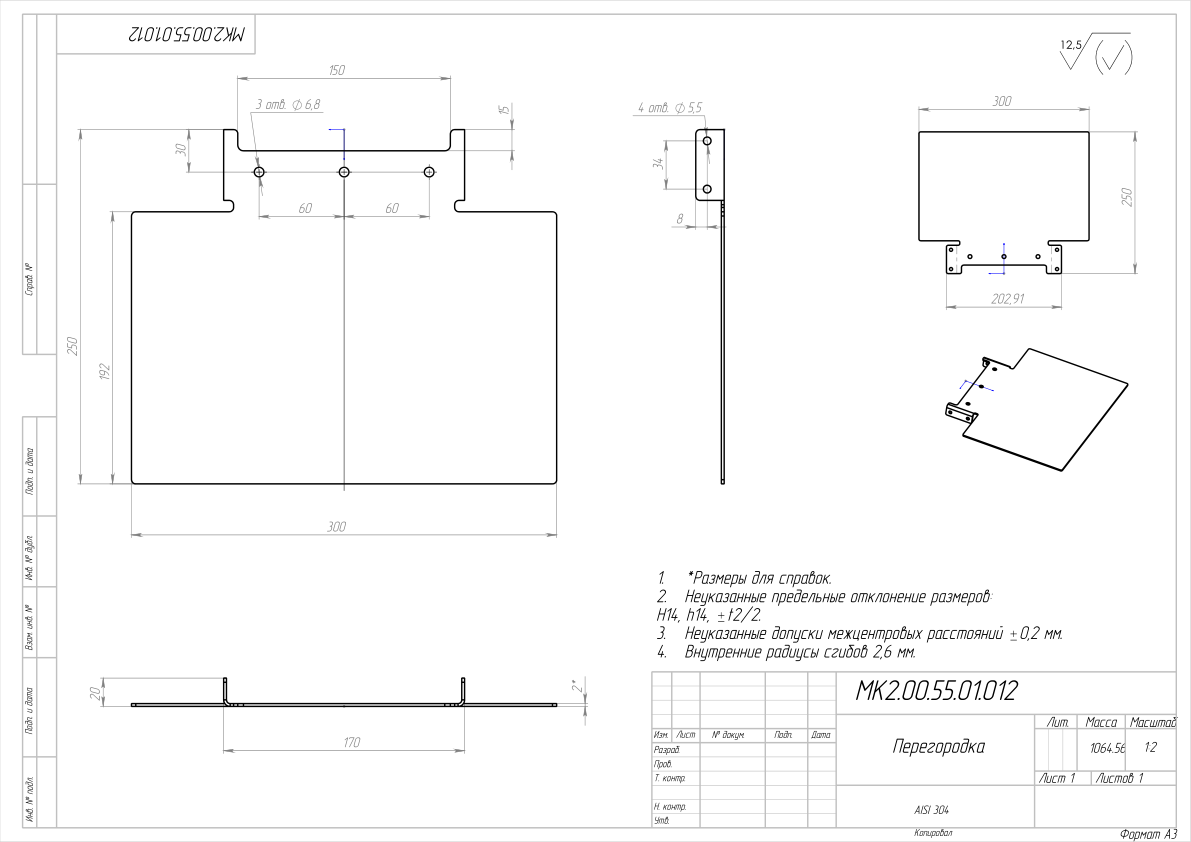 МК2.00.55.01.012
12,5
150
3 отв. ∅6,8
15
30
60
60
250
192
300
4 отв. ∅5,5
34
8
300
250
202,91
20
2*
170
1. *Размеры для справок.
2. Неуказанные предельные отклонение размеров:
H14, h14, ±t2/2.
3. Неуказанные допуски межцентровых расстояний ±0,2 мм.
4. Внутренние радиусы сгибов 2,6 мм.
Справ. №
Подп. и дата
Инв. № дубл.
Взам. инв. №
Подп. и дата
Инв. № подл.
МК2.00.55.01.012
Изм. Лист № докум. Подп. Дата
Разраб.
Пров.
Т. контр.
Н. контр.
Утв.
Перегородка
Лит. Масса Масштаб
1064.56 1:2
Лист 1 Листов 1
AISI 304
Копировал
Формат А3